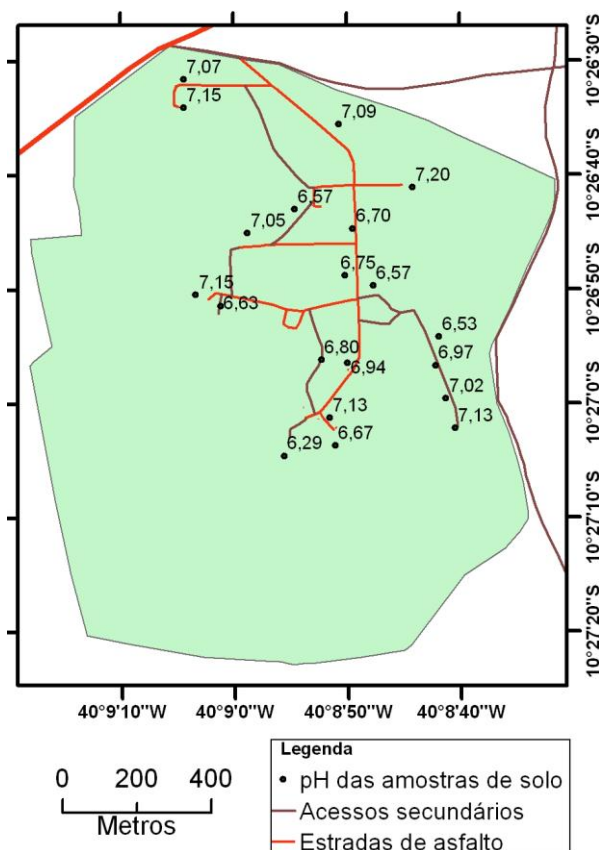 7,07
7,15
7,09
7,20
6,57
7,05
6,70
6,75
6,57
7,15
6,63
6,53
6,80
6,97
6,94
7,02
7,13
7,13
6,29
6,67
10°26'30"S
10°26'40"S
10°26'50"S
10°27'0"S
10°27'10"S
10°27'20"S
40°9'10"W
40°9'0"W
40°8'50"W
40°8'40"W
0 200 400
Metros
Legenda
pH das amostras de solo
Acessos secundários
Estradas de asfalto